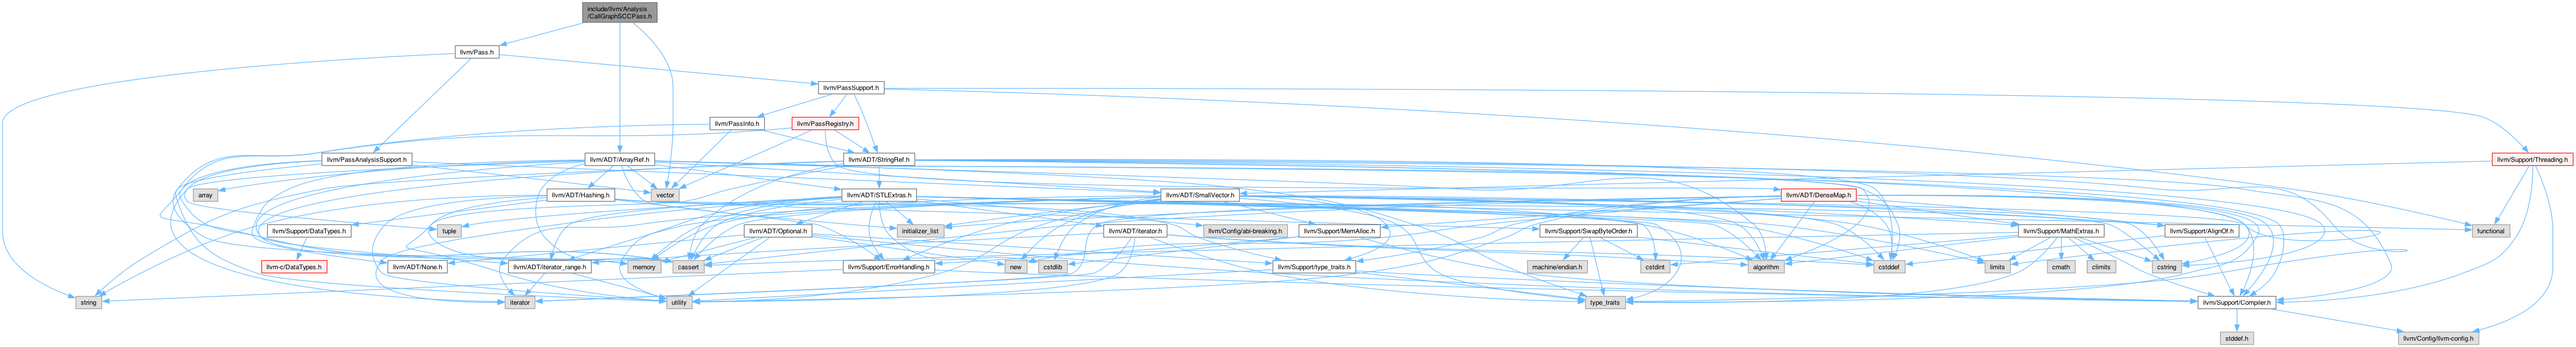 include/llvm/Analysis
/CallGraphSCCPass.h
llvm/Pass.h
llvm/PassSupport.h
llvm/PassInfo.h
llvm/PassRegistry.h
llvm/PassAnalysisSupport.h
llvm/ADT/ArrayRef.h
llvm/ADT/StringRef.h
llvm/Support/Threading.h
array
vector
llvm/ADT/Hashing.h
llvm/ADT/STLExtras.h
llvm/ADT/SmallVector.h
llvm/ADT/DenseMap.h
llvm/Support/DataTypes.h
tuple
initializer_list
llvm/ADT/Optional.h
llvm/ADT/iterator.h
llvm/Config/abi-breaking.h
llvm/Support/MemAlloc.h
llvm/Support/SwapByteOrder.h
llvm/Support/MathExtras.h
llvm/Support/AlignOf.h
functional
llvm-c/DataTypes.h
llvm/ADT/None.h
llvm/ADT/iterator_range.h
memory
cassert
llvm/Support/ErrorHandling.h
new
cstdlib
llvm/Support/type_traits.h
machine/endian.h
cstdint
algorithm
cstddef
limits
cmath
climits
cstring
string
iterator
utility
type_traits
llvm/Support/Compiler.h
stddef.h
llvm/Config/llvm-config.h